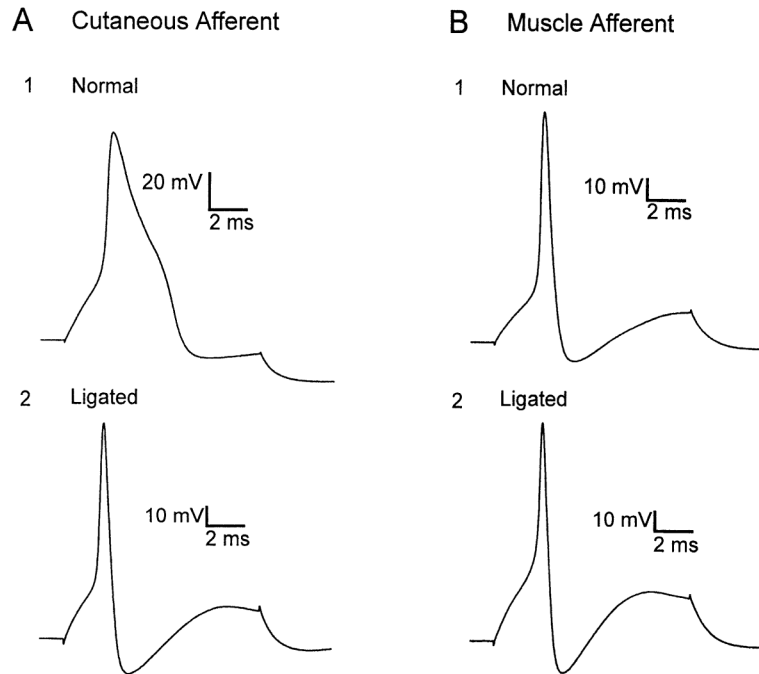 A Cutaneous Afferent
1 Normal
20 mV
2 ms
2 Ligated
10 mV
2 ms
B Muscle Afferent
1 Normal
10 mV
2 ms
2 Ligated
10 mV
2 ms